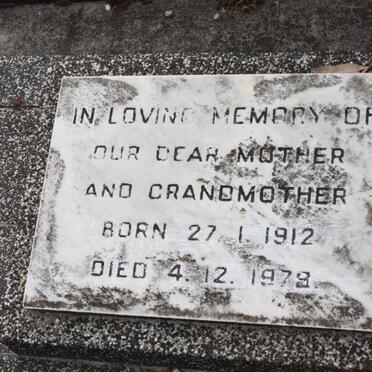 IN LOVING MEMORY OF
OUR DEAR MOTHER
AND GRANDMOTHER
BORN 27. 1. 1912
DIED 4. 12. 1979